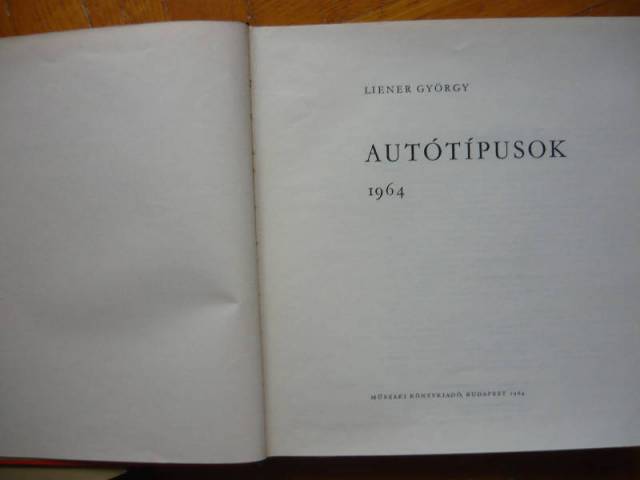 LIENER GYÖRGY
AUTÓTÍPUSOK
1964
MŰSZAKI KÖNYVKIADÓ, BUDAPEST 1964